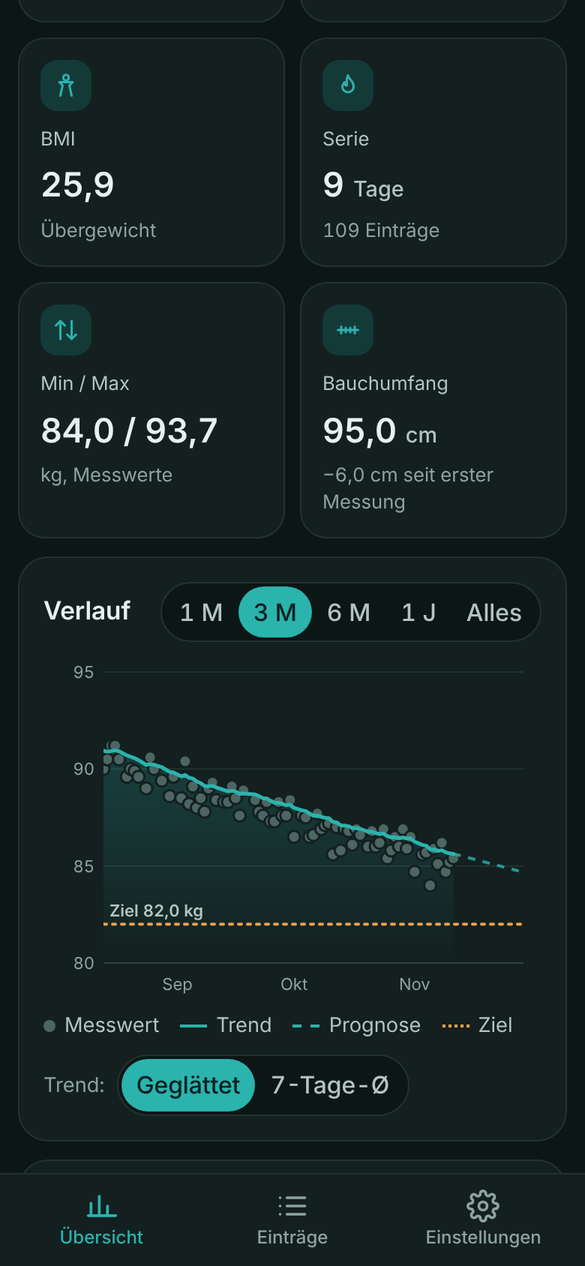 BMI
25,9
Übergewicht
Serie
9 Tage
109 Einträge
Min / Max
84,0 / 93,7
kg, Messwerte
Bauchumfang
95,0 cm
−6,0 cm seit erster
Messung
Verlauf
1 M 3 M 6 M 1 J Alles
95
90
85
Ziel 82,0 kg
80
Sep Okt Nov
Messwert Trend Prognose Ziel
Trend: Geglättet 7-Tage-Ø
Übersicht Einträge Einstellungen